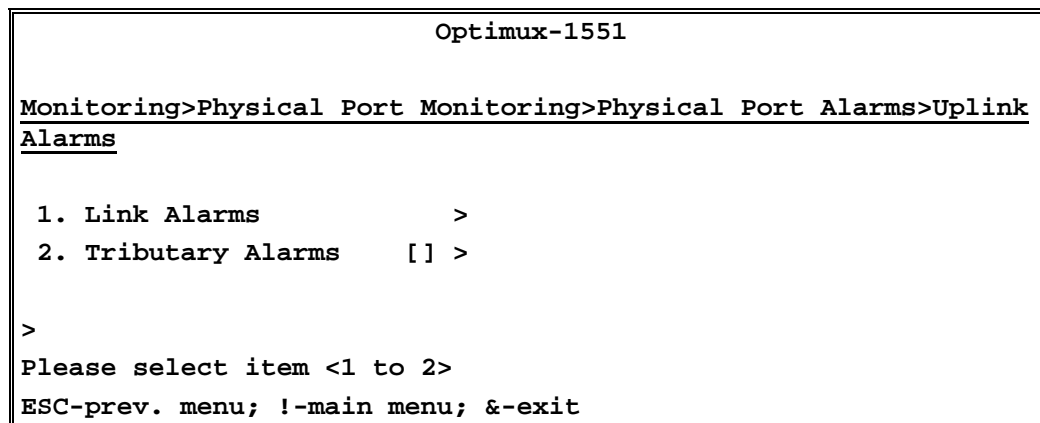 Optimux-1551
Monitoring>Physical Port Monitoring>Physical Port Alarms>Uplink
Alarms
1. Link Alarms >
2. Tributary Alarms [] >
>
Please select item <1 to 2>
ESC-prev. menu; !-main menu; &-exit